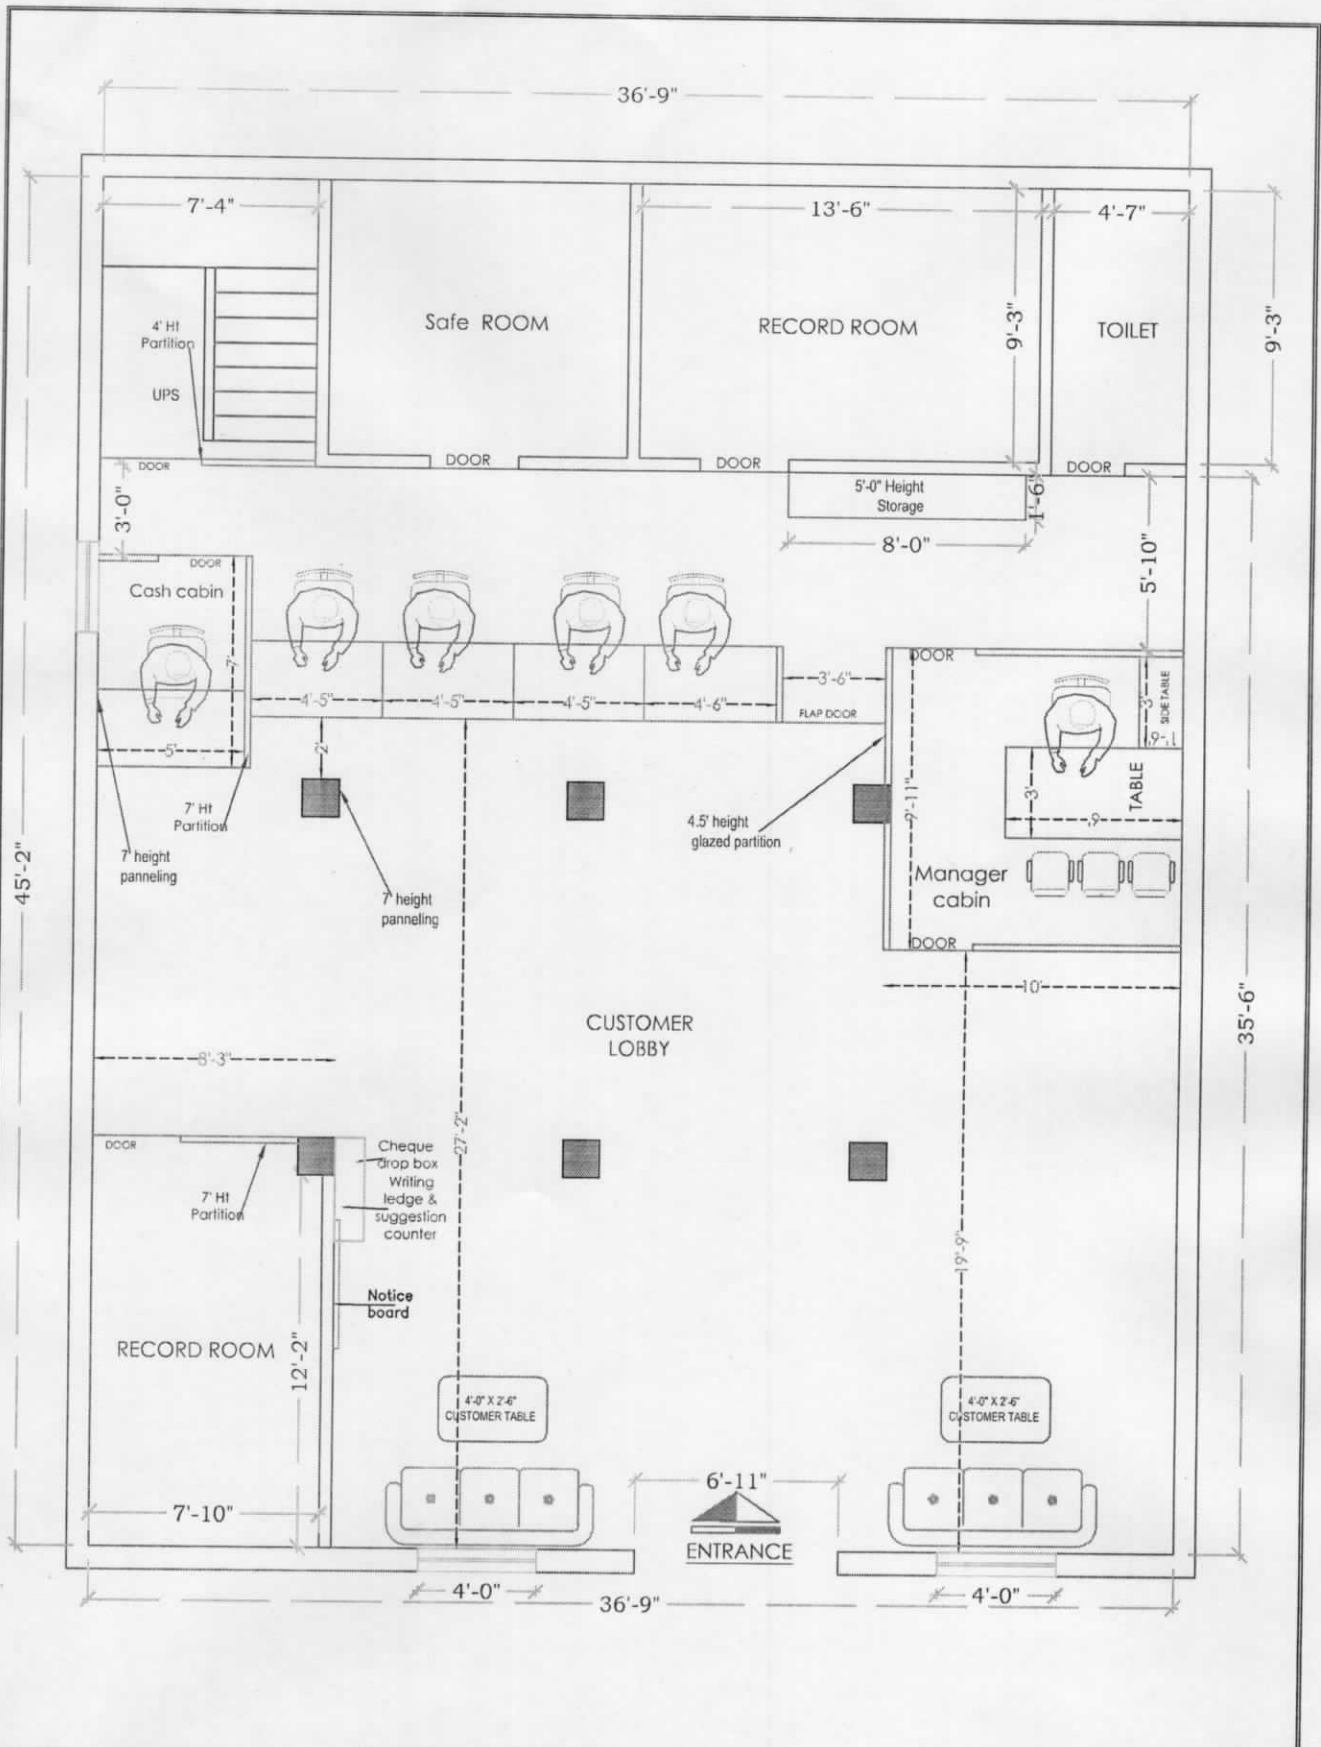 36'-9"
7'-4"
13'-6"
4'-7"
4' Ht
Partition
UPS
Safe ROOM
RECORD ROOM
9'-3"
TOILET
9'-3"
DOOR
DOOR
DOOR
DOOR
3'-0"
5'-0" Height
Storage
1'-6"
8'-0"
5'-10"
DOOR
Cash cabin
7'
4'-5"
4'-5"
4'-5"
4'-6"
3'-6"
FLAP DOOR
DOOR
3'
SIDE TABLE
1'-6"
5'
2'
7' Ht
Partition
7' height
panneling
7' height
panneling
4.5' height
glazed partition
9'-11"
3'
6'
TABLE
Manager
cabin
DOOR
10'
45'-2"
35'-6"
CUSTOMER
LOBBY
8'-3"
27'-2"
19'-9"
DOOR
7' Ht
Partition
Cheque
drop box
Writing
ledge &
suggestion
counter
Notice
board
RECORD ROOM
12'-2"
4'-0" X 2'-6"
CUSTOMER TABLE
4'-0" X 2'-6"
CUSTOMER TABLE
7'-10"
6'-11"
ENTRANCE
4'-0"
36'-9"
4'-0"